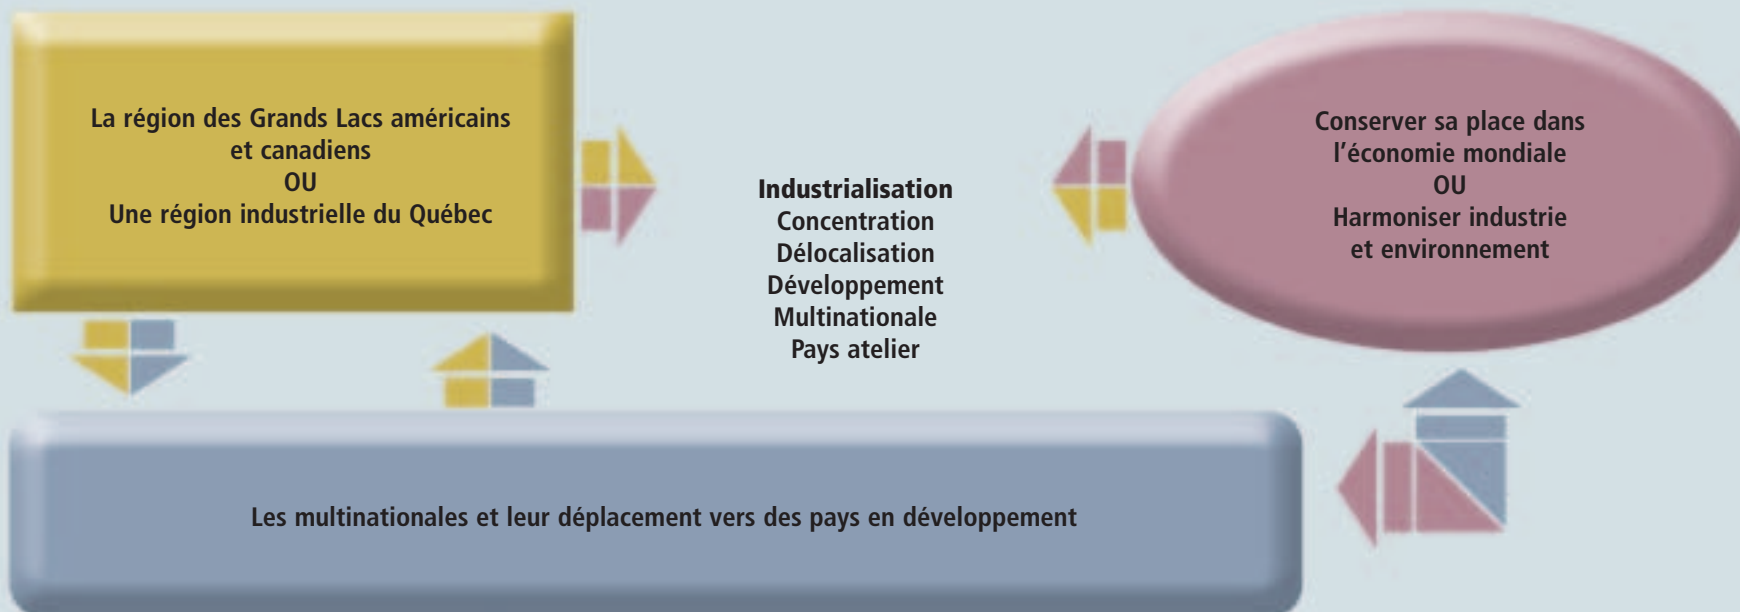 La région des Grands Lacs américains
et canadiens
OU
Une région industrielle du Québec
Industrialisation
Concentration
Délocalisation
Développement
Multinationale
Pays atelier
Conserver sa place dans
l'économie mondiale
OU
Harmoniser industrie
et environnement
Les multinationales et leur déplacement vers des pays en développement